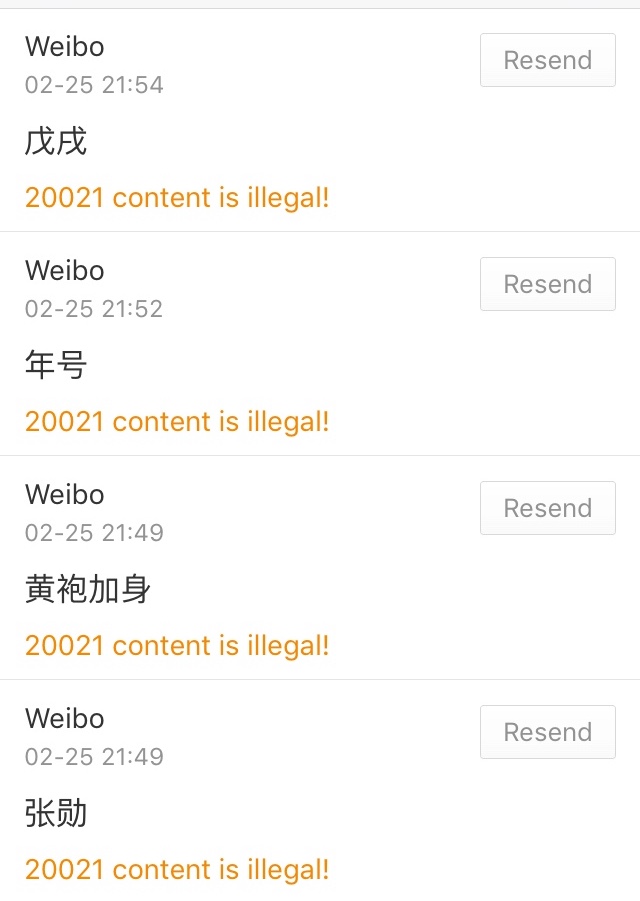 Weibo
Resend
02-25 21:54
戊戌
20021 content is illegal!
Weibo
Resend
02-25 21:52
年号
20021 content is illegal!
Weibo
Resend
02-25 21:49
黄袍加身
20021 content is illegal!
Weibo
Resend
02-25 21:49
张勋
20021 content is illegal!